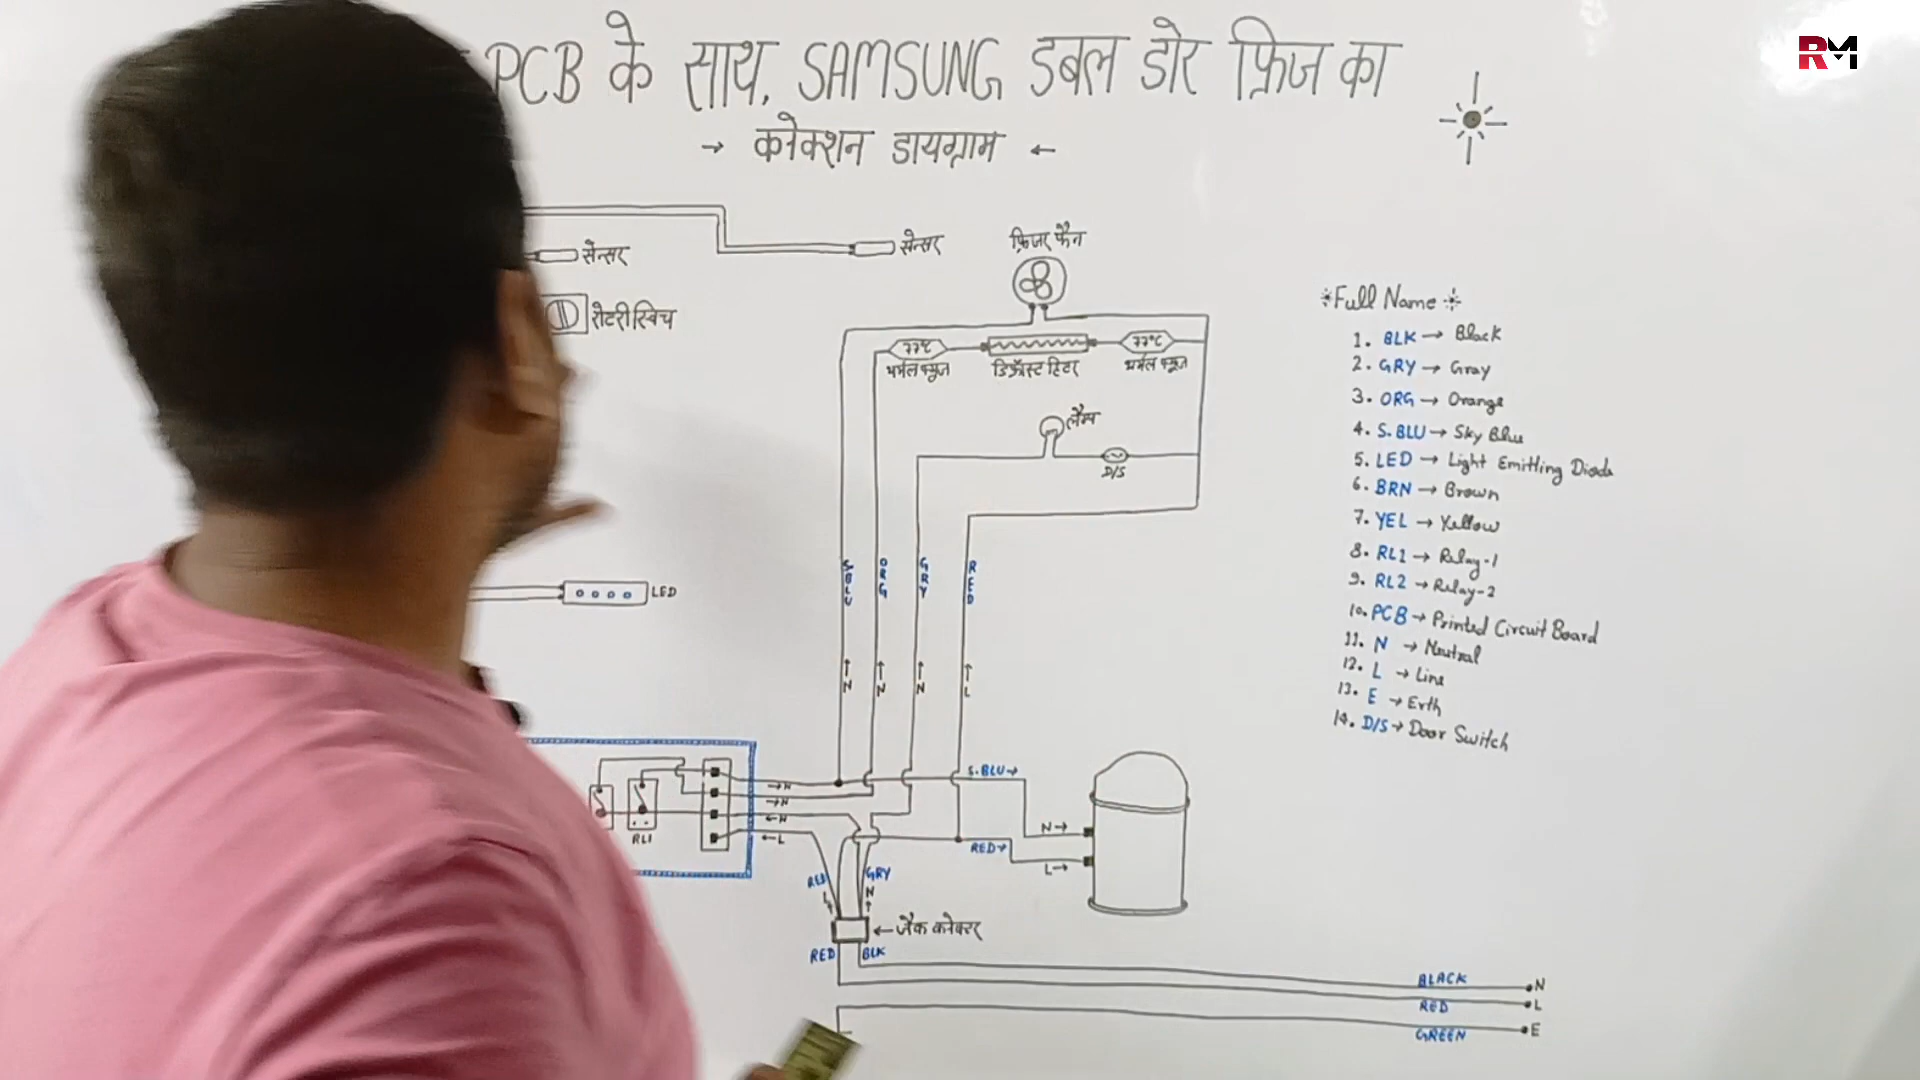 PCB के साथ, SAMSUNG डबल डोर फ्रिज का
→ कनेक्शन डायग्राम ←
RM
सेन्सर
सेन्सर
रोटरी स्विच
फ्रिजर फैन
77°C
77°C
थर्मल फ्यूज
डिफ्रॉस्ट हिटर
थर्मल फ्यूज
लैम्प
D/S
LED
S.BLU
ORG
GRY
RED
↑N
↑N
↑N
↑L
*Full Name*
1. BLK → Black
2. GRY → Gray
3. ORG → Orange
4. S.BLU → Sky Blue
5. LED → Light Emitting Diode
6. BRN → Brown
7. YEL → Yellow
8. RL1 → Relay-1
9. RL2 → Relay-2
10. PCB → Printed Circuit Board
11. N → Neutral
12. L → Line
13. E → Erth
14. D/S → Door Switch
RL1
→N
→N
←N
←L
S.BLU→
N→
RED→
L→
RED
L
GRY
N
←जैक कनेक्टर
RED
BLK
BLACK N
RED L
GREEN E